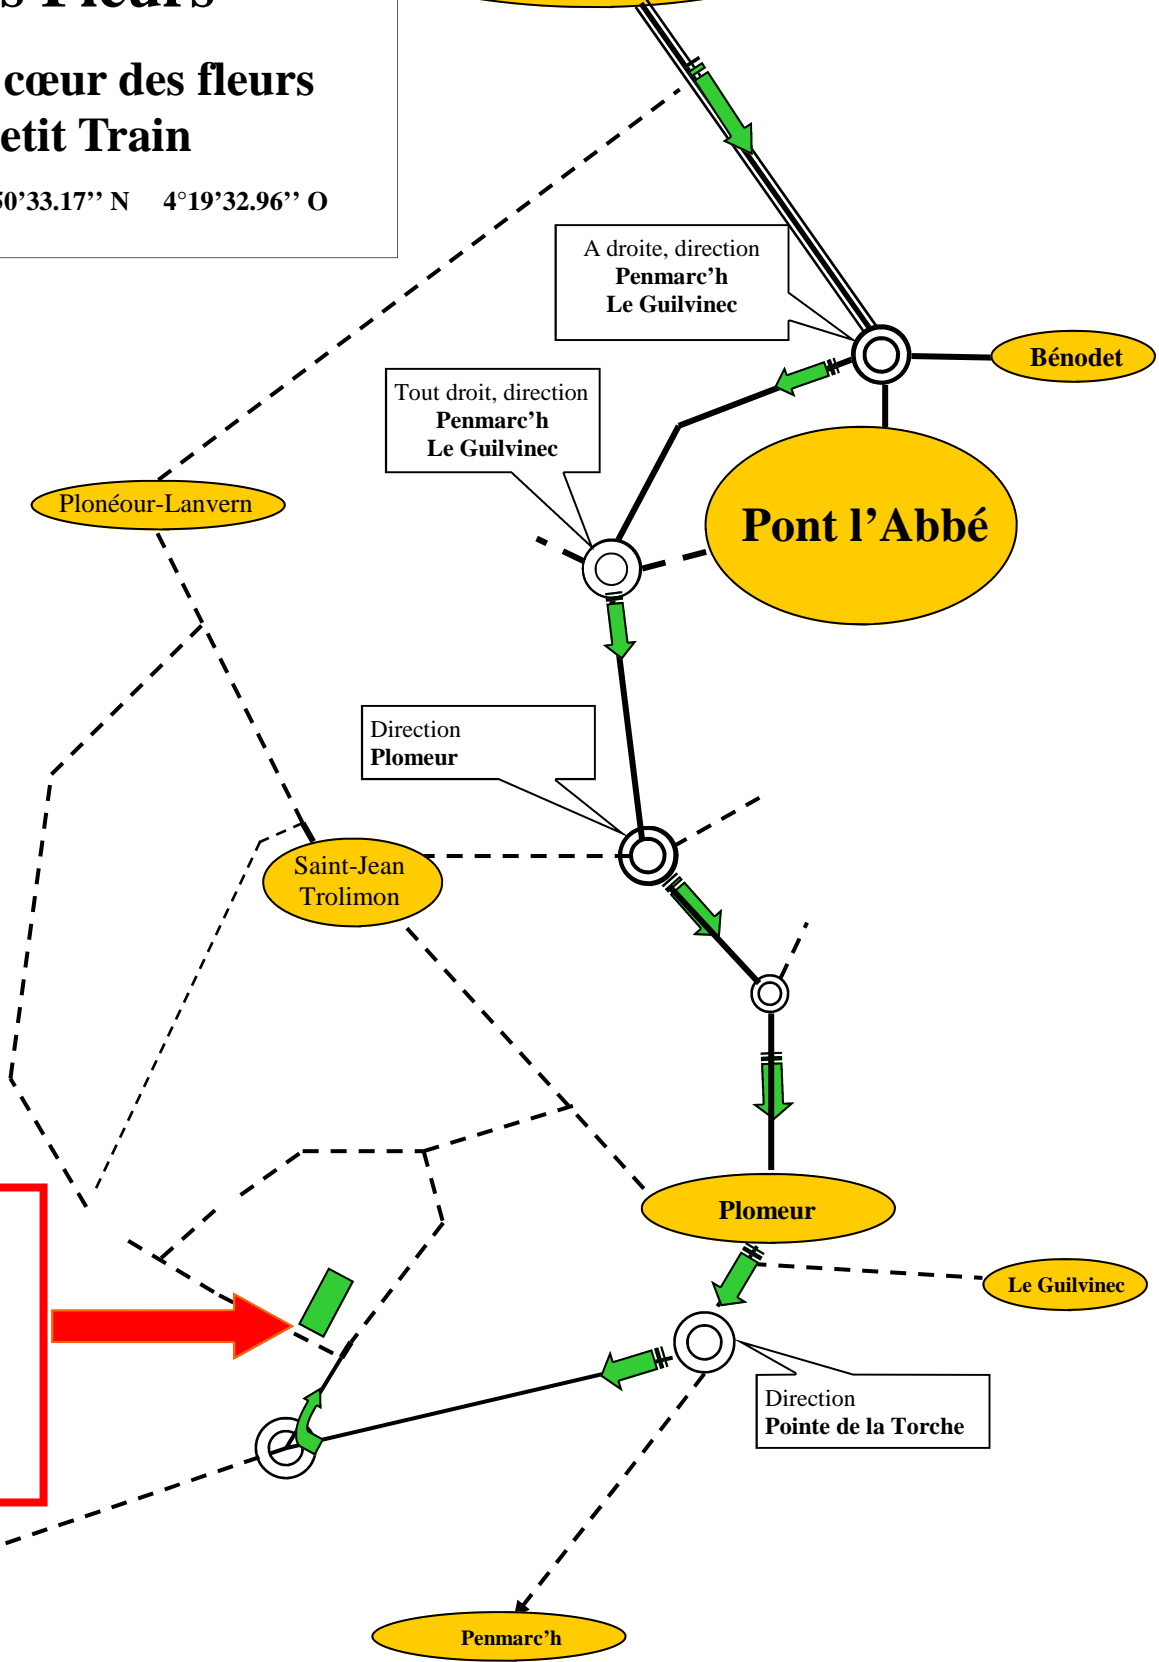 cœur des fleurs
etit Train
0’33.17’’ N 4°19’32.96’’ O
A droite, direction
Penmarc’h
Le Guilvinec
Bénodet
Tout droit, direction
Penmarc’h
Le Guilvinec
Plonéour-Lanvern
Pont l’Abbé
Direction
Plomeur
Saint-Jean
Trolimon
Plomeur
Le Guilvinec
Direction
Pointe de la Torche
Penmarc’h